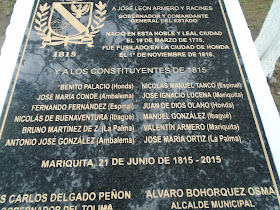 1815
A JOSÉ LEÓN ARMERO Y RACINES
GOBERNADOR Y COMANDANTE
GENERAL DEL ESTADO
NACIÓ EN ESTA NOBLE Y LEAL CIUDAD
EL 19 DE MARZO DE 1775,
FUE FUSILADO EN LA CIUDAD DE HONDA
EL 1° DE NOVIEMBRE DE 1816.
Y A LOS CONSTITUYENTES DE 1815
BENITO PALACIO (Honda) NICOLÁS MANUEL TANCO (Espinal)
JOSÉ MARÍA CONDE (Ambalema) JOSÉ IGNACIO LUCENA (Mariquita)
FERNANDO FERNÁNDEZ (Espinal) JUAN DE DIOS OLANO (Honda)
NICOLÁS DE BUENAVENTURA (Ibagué) MANUEL GONZÁLEZ (Ibagué)
BRUNO MARTÍNEZ DE Z. (La Palma) VALENTÍN ARMERO (Mariquita)
ANTONIO JOSÉ GONZÁLEZ (Ambalema) JOSÉ MARÍA ORTIZ (La Palma)
MARIQUITA, 21 DE JUNIO DE 1815 - 2015
S CARLOS DELGADO PEÑON ALVARO BOHORQUEZ OSMA
GOBERNADOR DEL TOLIMA ALCALDE MUNICIPAL